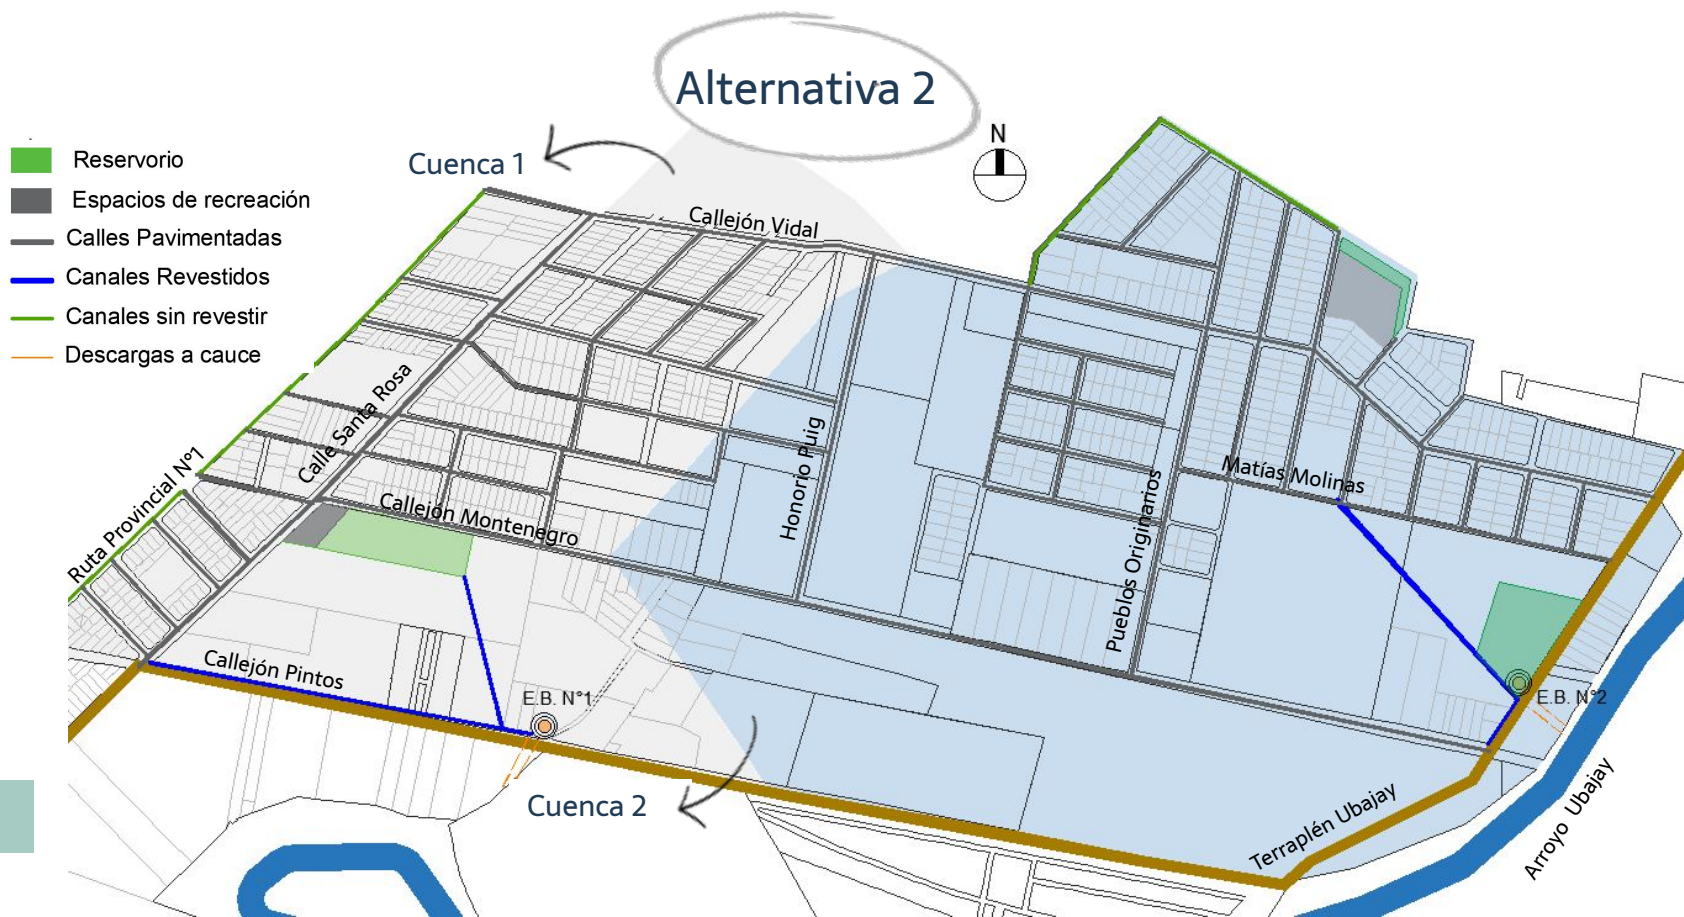 Alternativa 2
Cuenca 1
N
Reservorio
Espacios de recreación
Calles Pavimentadas
Canales Revestidos
Canales sin revestir
Descargas a cauce
Callejón Vidal
Calle Santa Rosa
Honorio Puig
Matías Molinas
Ruta Provincial N°1
Callejón Montenegro
Pueblos Originarios
Callejón Pintos
E.B. N°1
E.B. N°2
Cuenca 2
Terraplén Ubajay
Arroyo Ubajay